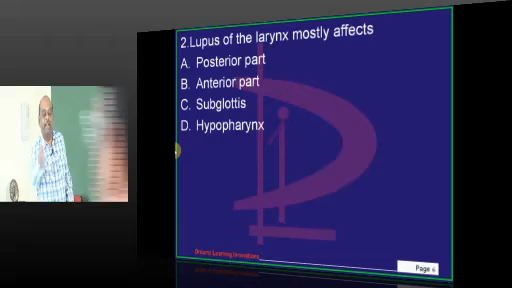 2.Lupus of the larynx mostly affects
A. Posterior part
B. Anterior part
C. Subglottis
D. Hypopharynx
Page 6